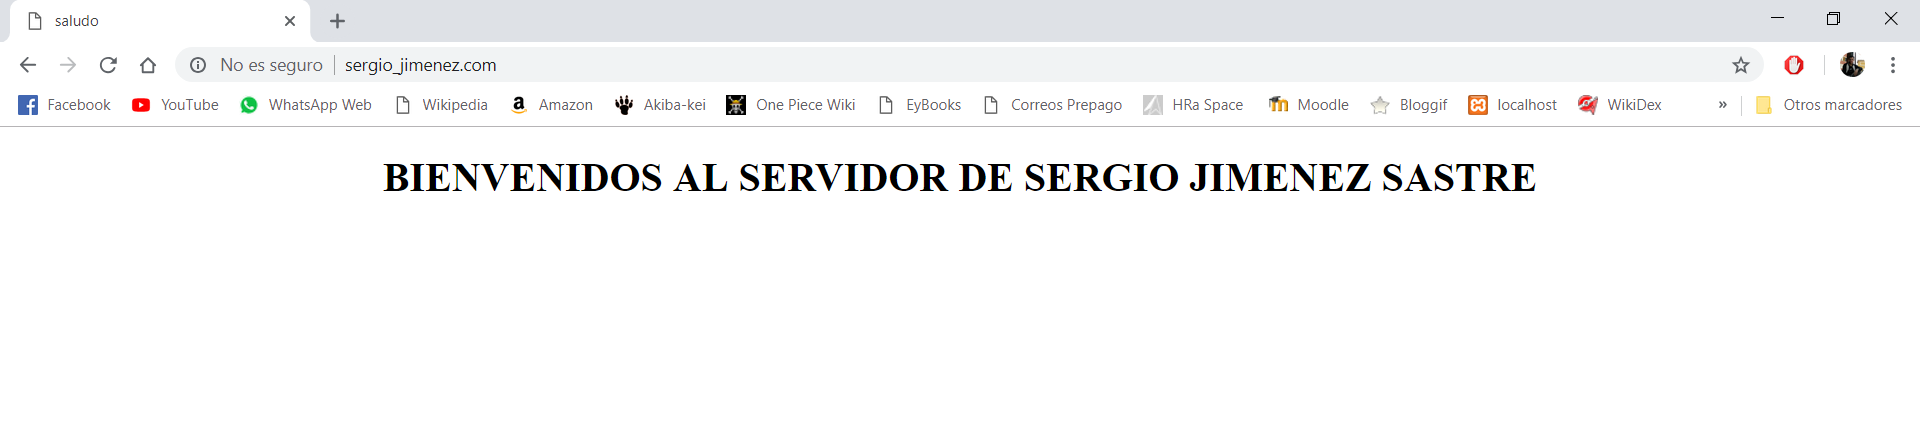 saludo
No es seguro sergio_jimenez.com
Facebook YouTube WhatsApp Web Wikipedia Amazon Akiba-kei One Piece Wiki EyBooks Correos Prepago HRa Space Moodle Bloggif localhost WikiDex » Otros marcadores
BIENVENIDOS AL SERVIDOR DE SERGIO JIMENEZ SASTRE